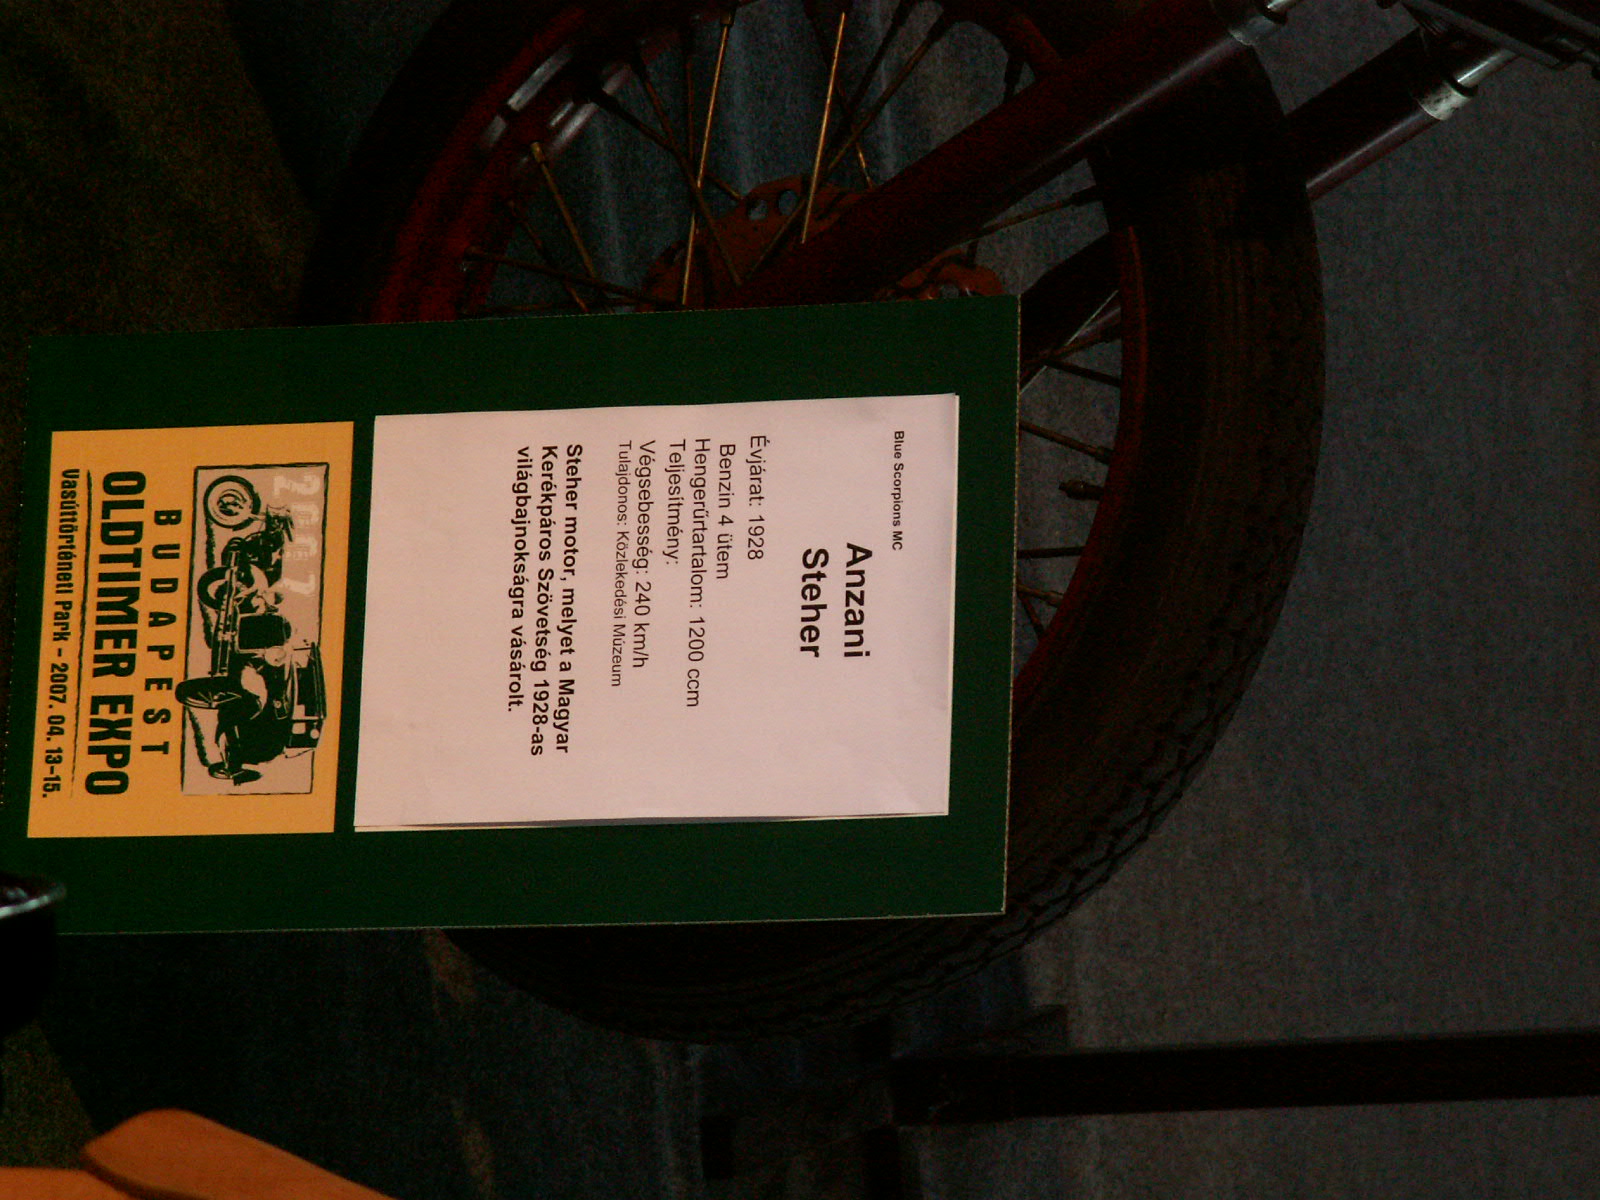 Blue Scorpions MC
Anzani
Steher
Évjárat: 1928
Benzin 4 ütem
Hengerűrtartalom: 1200 ccm
Teljesítmény:
Végsebesség: 240 km/h
Tulajdonos: Közlekedési Múzeum
Steher motor, melyet a Magyar
Kerékpáros Szövetség 1928-as
világbajnokságra vásárolt.
2007
BUDAPEST
OLDTIMER EXPO
Vasúttörténeti Park - 2007. 04. 13-15.